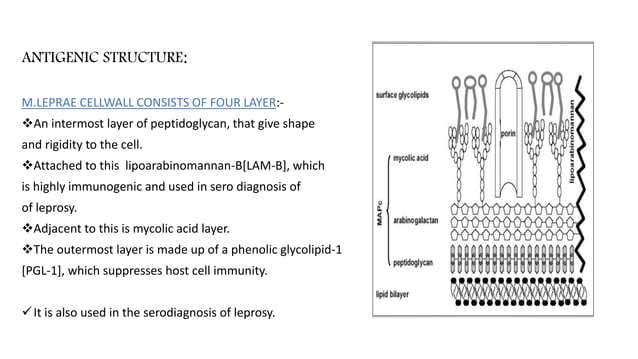 ANTIGENIC STRUCTURE:
M.LEPRAE CELLWALL CONSISTS OF FOUR LAYER:-
❖An intermost layer of peptidoglycan, that give shape
and rigidity to the cell.
❖Attached to this lipoarabinomannan-B[LAM-B], which
is highly immunogenic and used in sero diagnosis of
of leprosy.
❖Adjacent to this is mycolic acid layer.
❖The outermost layer is made up of a phenolic glycolipid-1
[PGL-1], which suppresses host cell immunity.
✓It is also used in the serodiagnosis of leprosy.
surface glycolipids
porin
lipoarabinomannan
mycolic acid
MAPc
arabinogalactan
peptidoglycan
lipid bilayer